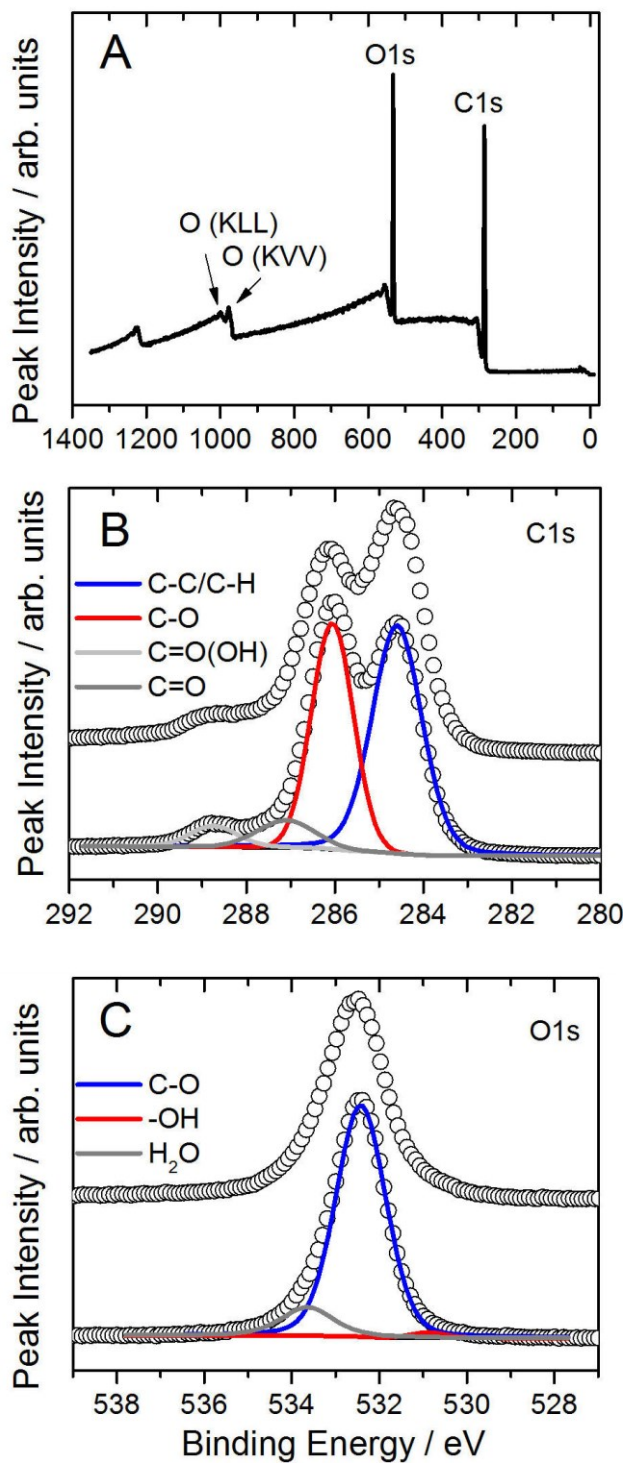 A
O1s
C1s
O (KLL)
O (KVV)
Peak Intensity / arb. units
1400 1200 1000 800 600 400 200 0
B
C1s
C-C/C-H
C-O
C=O(OH)
C=O
Peak Intensity / arb. units
292 290 288 286 284 282 280
C
O1s
C-O
-OH
H₂O
Peak Intensity / arb. units
538 536 534 532 530 528
Binding Energy / eV